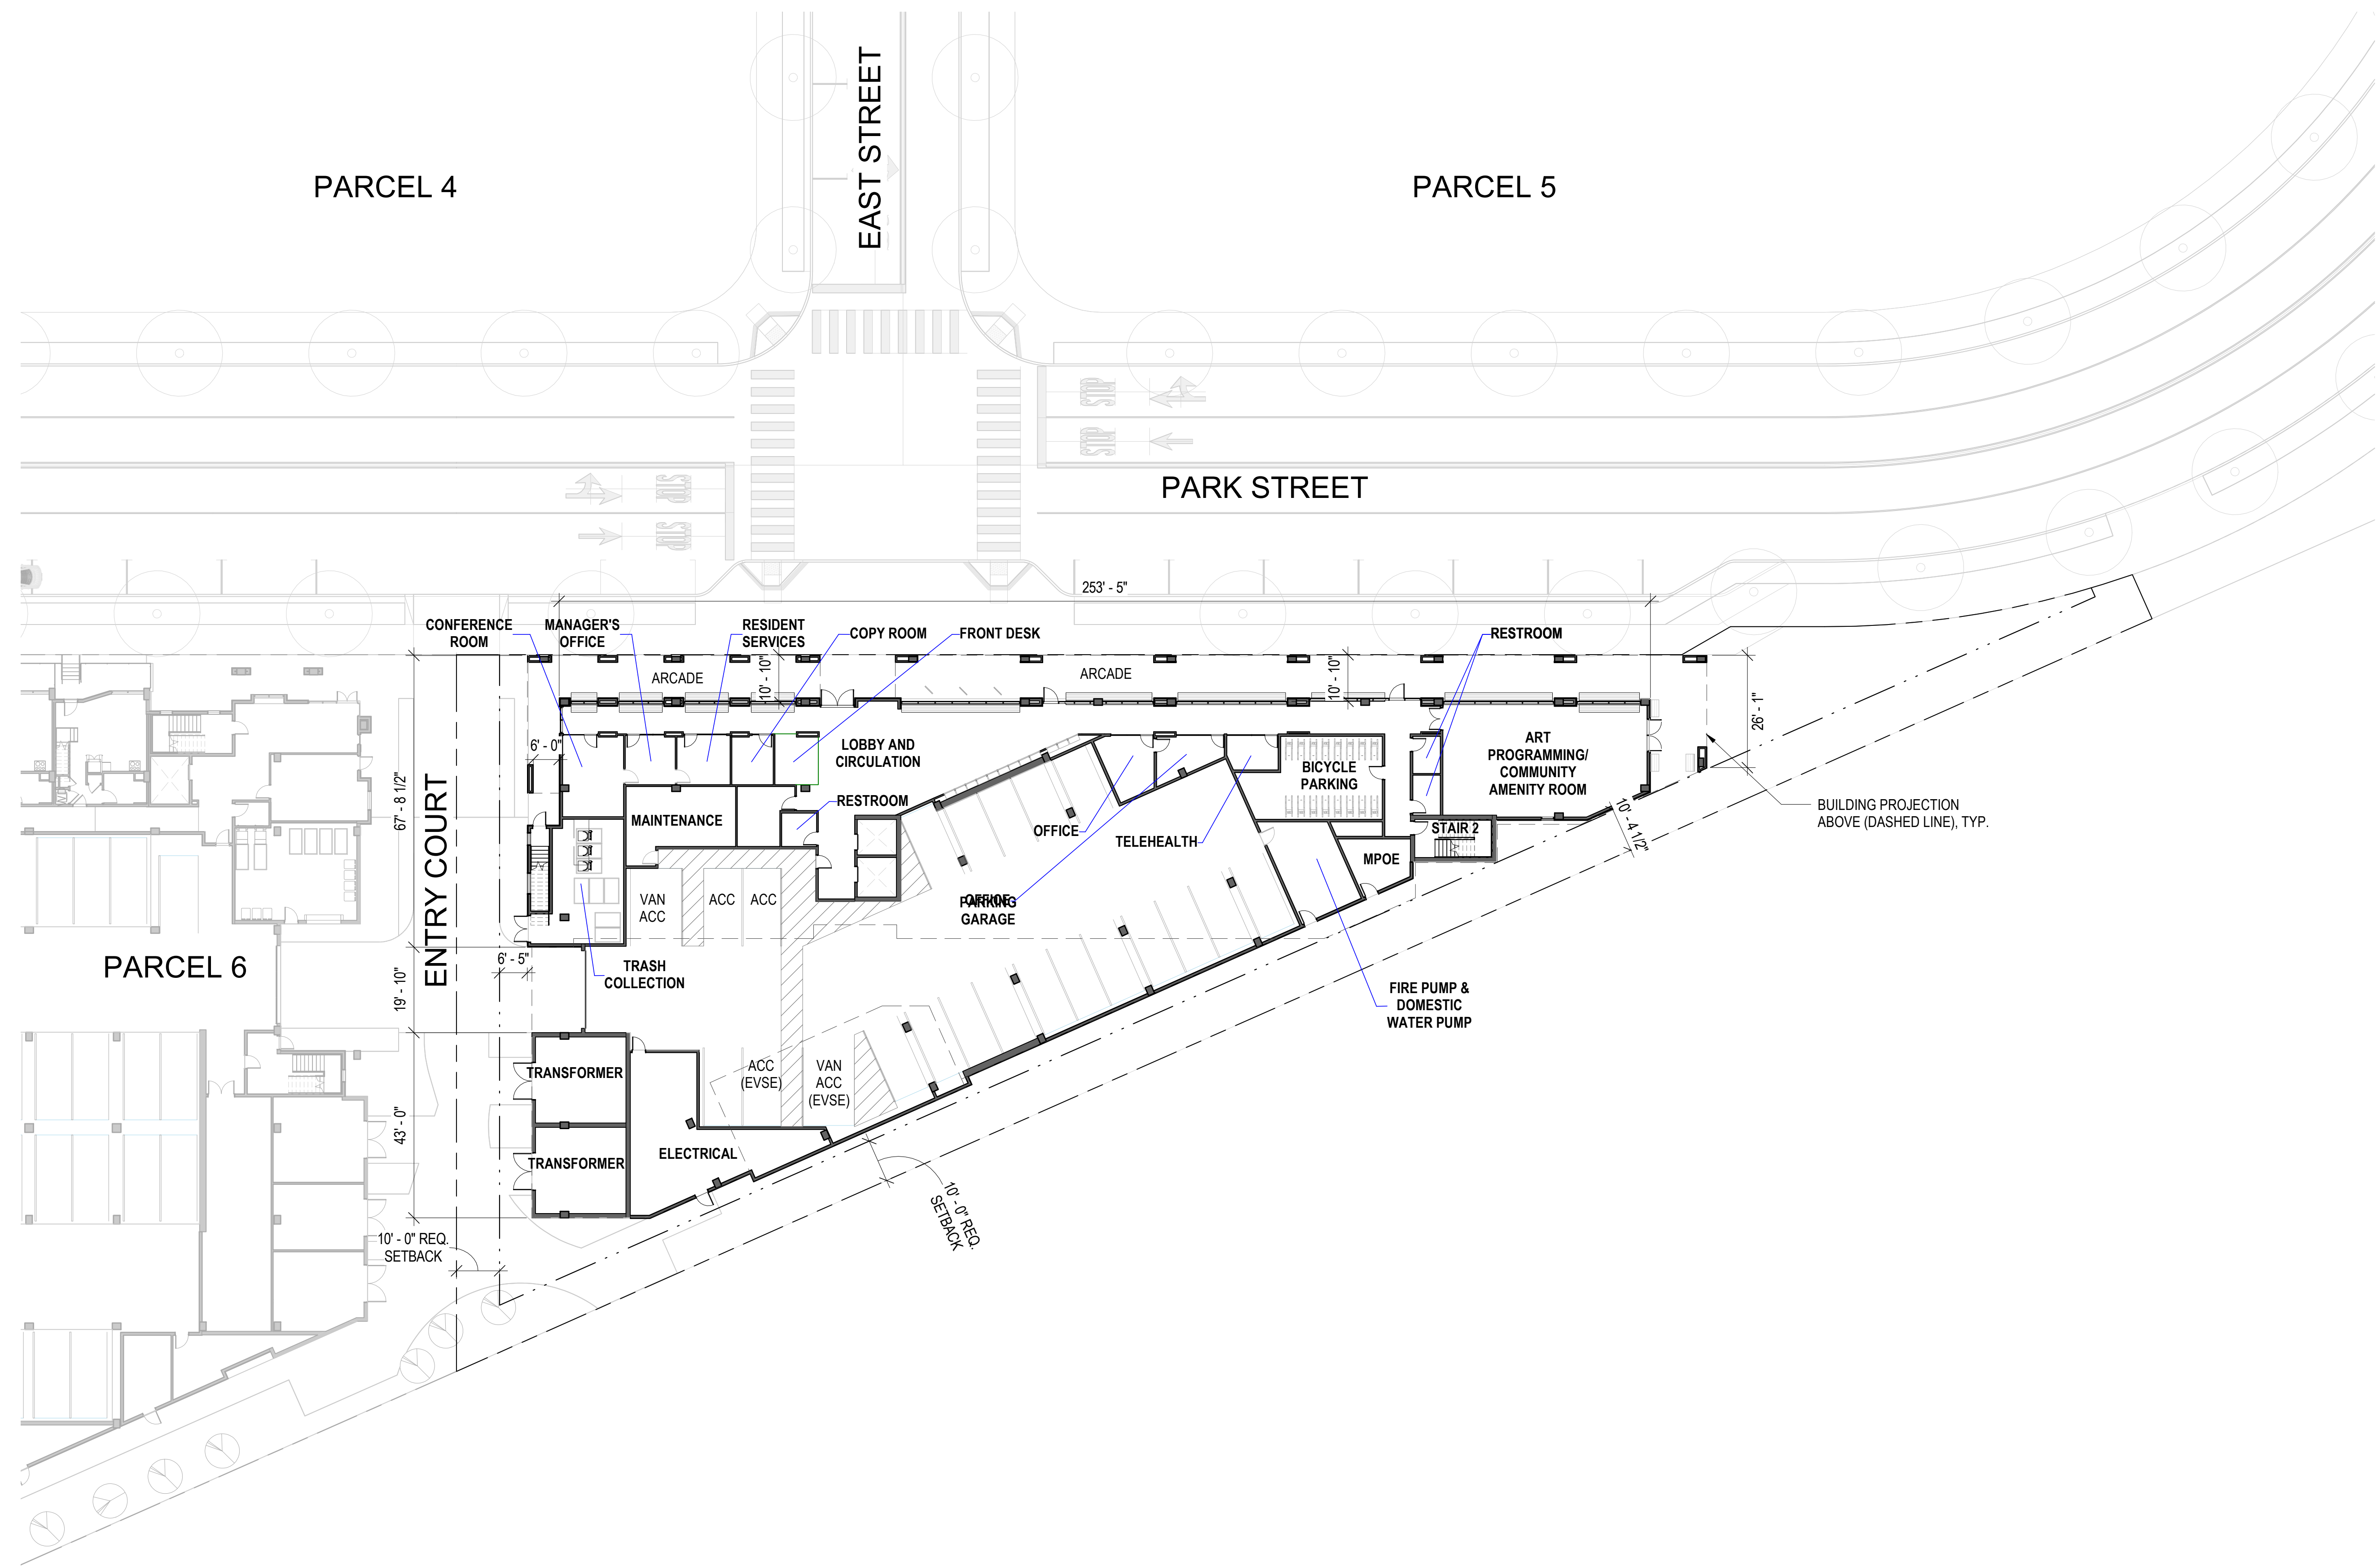 EAST STREET
PARCEL 4
PARCEL 5
STOP
STOP
PARK STREET
STOP
STOP
253' - 5"
CONFERENCE
ROOM
MANAGER'S
OFFICE
RESIDENT
SERVICES
COPY ROOM
FRONT DESK
RESTROOM
ARCADE
10' - 10"
ARCADE
10' - 10"
26' - 1"
6' - 0"
LOBBY AND
CIRCULATION
ART
PROGRAMMING/
COMMUNITY
AMENITY ROOM
BICYCLE
PARKING
67' - 8 1/2"
ENTRY COURT
RESTROOM
MAINTENANCE
OFFICE
TELEHEALTH
STAIR 2
10' - 4 1/2"
BUILDING PROJECTION
ABOVE (DASHED LINE), TYP.
MPOE
VAN
ACC
ACC
ACC
OFFICE
PARKING
GARAGE
PARCEL 6
6' - 5"
TRASH
COLLECTION
19' - 10"
FIRE PUMP &
DOMESTIC
WATER PUMP
TRANSFORMER
ACC
(EVSE)
VAN
ACC
(EVSE)
43' - 0"
TRANSFORMER
ELECTRICAL
10' - 0" REQ.
SETBACK
10' - 0" REQ.
SETBACK